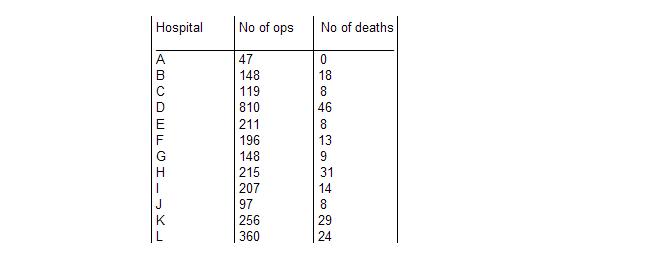 Hospital No of ops No of deaths
A 47 0
B 148 18
C 119 8
D 810 46
E 211 8
F 196 13
G 148 9
H 215 31
I 207 14
J 97 8
K 256 29
L 360 24